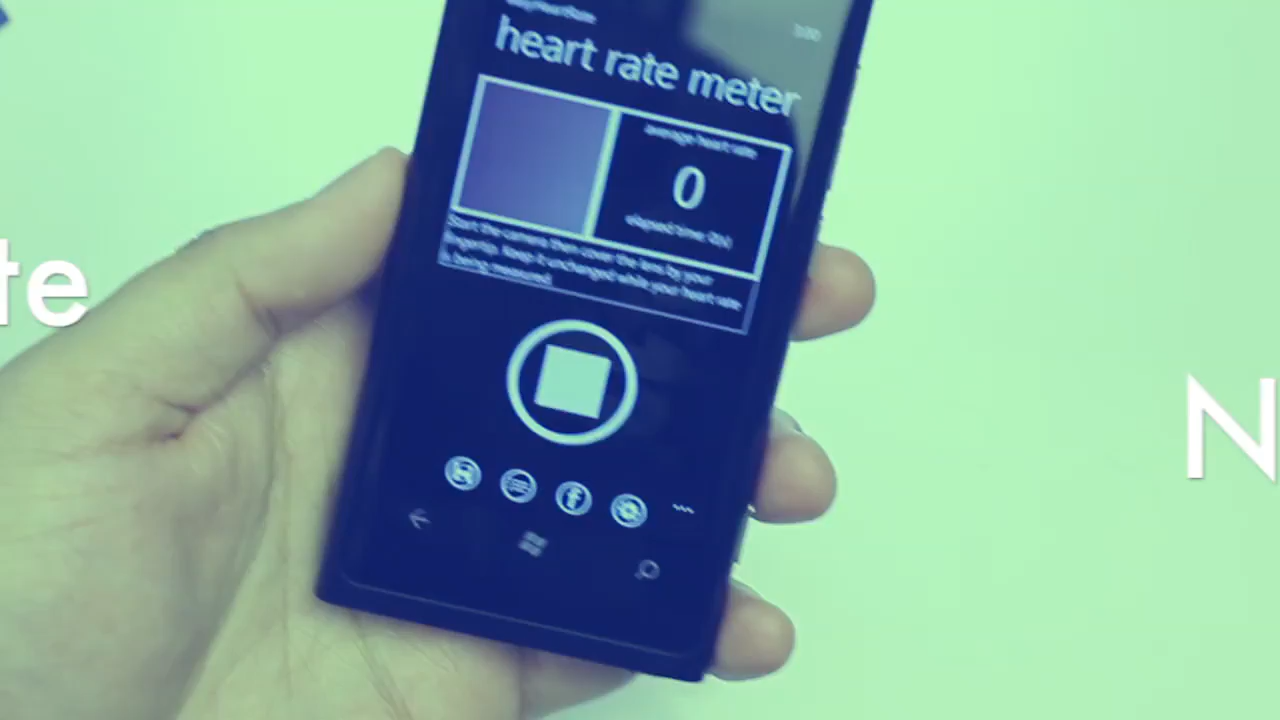 heart rate meter
average heart rate
0
elapsed time: 0(s)
Start the camera then cover the lens by your
fingertip. Keep it unchanged while your heart rate
is being measured.
te
N